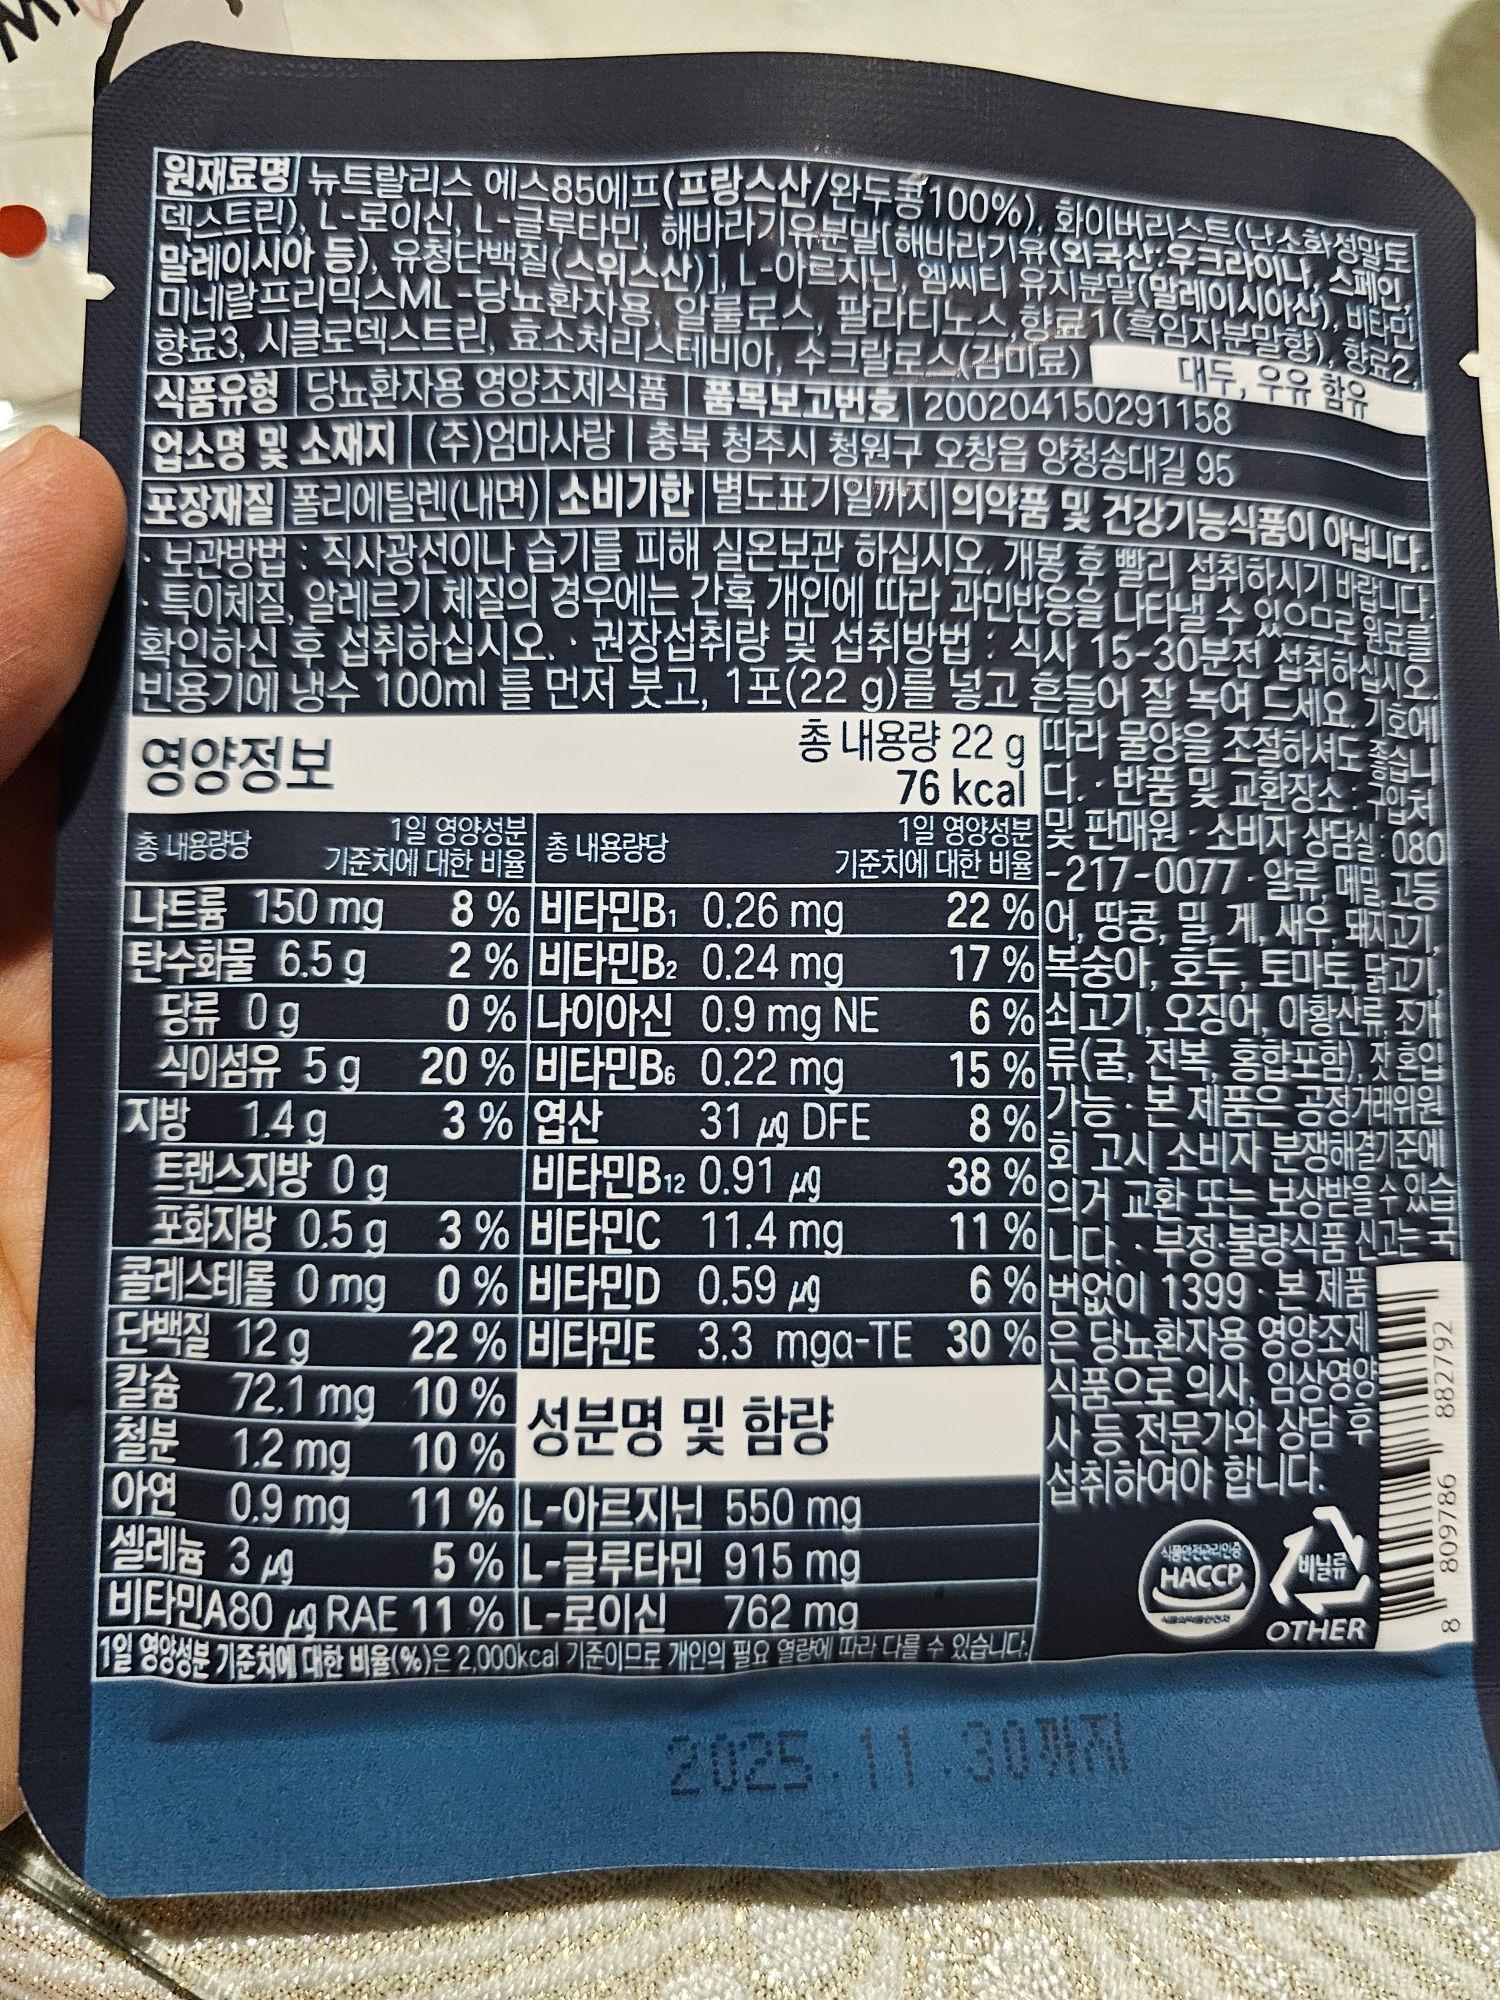 원재료명 뉴트랄리스 에스85에프(프랑스산/완두콩100%), 화이버리스트(난소화성말토
덱스트린), L-로이신, L-글루타민, 해바라기유분말[해바라기유(외국산:우크라이나, 스페인,
말레이시아 등), 유청단백질(스위스산)], L-아르지닌, 엠씨티 유지분말(말레이시아산), 비타민
미네랄프리믹스ML-당뇨환자용, 알룰로스, 팔라티노스, 향료1(흑임자분말향), 향료2,
향료3, 시클로덱스트린, 효소처리스테비아, 수크랄로스(감미료) 대두, 우유 함유
식품유형 당뇨환자용 영양조제식품 품목보고번호 200204150291158
업소명 및 소재지 (주)엄마사랑 | 충북 청주시 청원구 오창읍 양청송대길 95
포장재질 폴리에틸렌(내면) 소비기한 별도표기일까지 의약품 및 건강기능식품이 아닙니다.
· 보관방법 : 직사광선이나 습기를 피해 실온보관 하십시오. 개봉 후 빨리 섭취하시기 바랍니다.
· 특이체질, 알레르기 체질의 경우에는 간혹 개인에 따라 과민반응을 나타낼 수 있으므로 원료를
확인하신 후 섭취하십시오. · 권장섭취량 및 섭취방법 : 식사 15-30분전 섭취하십시오.
빈용기에 냉수 100ml 를 먼저 붓고, 1포(22 g)를 넣고 흔들어 잘 녹여 드세요. 기호에
따라 물양을 조절하셔도 좋습니
다. · 반품 및 교환장소 : 구입처
및 판매원 · 소비자 상담실: 080
-217-0077 · 알류, 메밀, 고등
어, 땅콩, 밀, 게, 새우, 돼지고기,
복숭아, 호두, 토마토, 닭고기,
쇠고기, 오징어, 아황산류, 조개
류(굴, 전복, 홍합포함), 잣 혼입
가능 · 본 제품은 공정거래위원
회 고시 소비자 분쟁해결기준에
의거 교환 또는 보상받을 수 있습
니다. · 부정·불량식품 신고는 국
번없이 1399 · 본 제품
은 당뇨환자용 영양조제
식품으로 의사, 임상영양
사 등 전문가와 상담 후
섭취하여야 합니다.
영양정보
총 내용량 22 g
76 kcal
총 내용량당 1일 영양성분 기준치에 대한 비율
나트륨 150 mg 8 %
탄수화물 6.5 g 2 %
당류 0 g 0 %
식이섬유 5 g 20 %
지방 1.4 g 3 %
트랜스지방 0 g
포화지방 0.5 g 3 %
콜레스테롤 0 mg 0 %
단백질 12 g 22 %
칼슘 72.1 mg 10 %
철분 1.2 mg 10 %
아연 0.9 mg 11 %
셀레늄 3 μg 5 %
비타민A 80 μg RAE 11 %
총 내용량당 1일 영양성분 기준치에 대한 비율
비타민B1 0.26 mg 22 %
비타민B2 0.24 mg 17 %
나이아신 0.9 mg NE 6 %
비타민B6 0.22 mg 15 %
엽산 31 μg DFE 8 %
비타민B12 0.91 μg 38 %
비타민C 11.4 mg 11 %
비타민D 0.59 μg 6 %
비타민E 3.3 mgα-TE 30 %
성분명 및 함량
L-아르지닌 550 mg
L-글루타민 915 mg
L-로이신 762 mg
1일 영양성분 기준치에 대한 비율(%)은 2,000kcal 기준이므로 개인의 필요 열량에 따라 다를 수 있습니다.
식품안전관리인증
HACCP
식품의약품안전처
비닐류
OTHER
8 809786 882792
2025.11.30까지